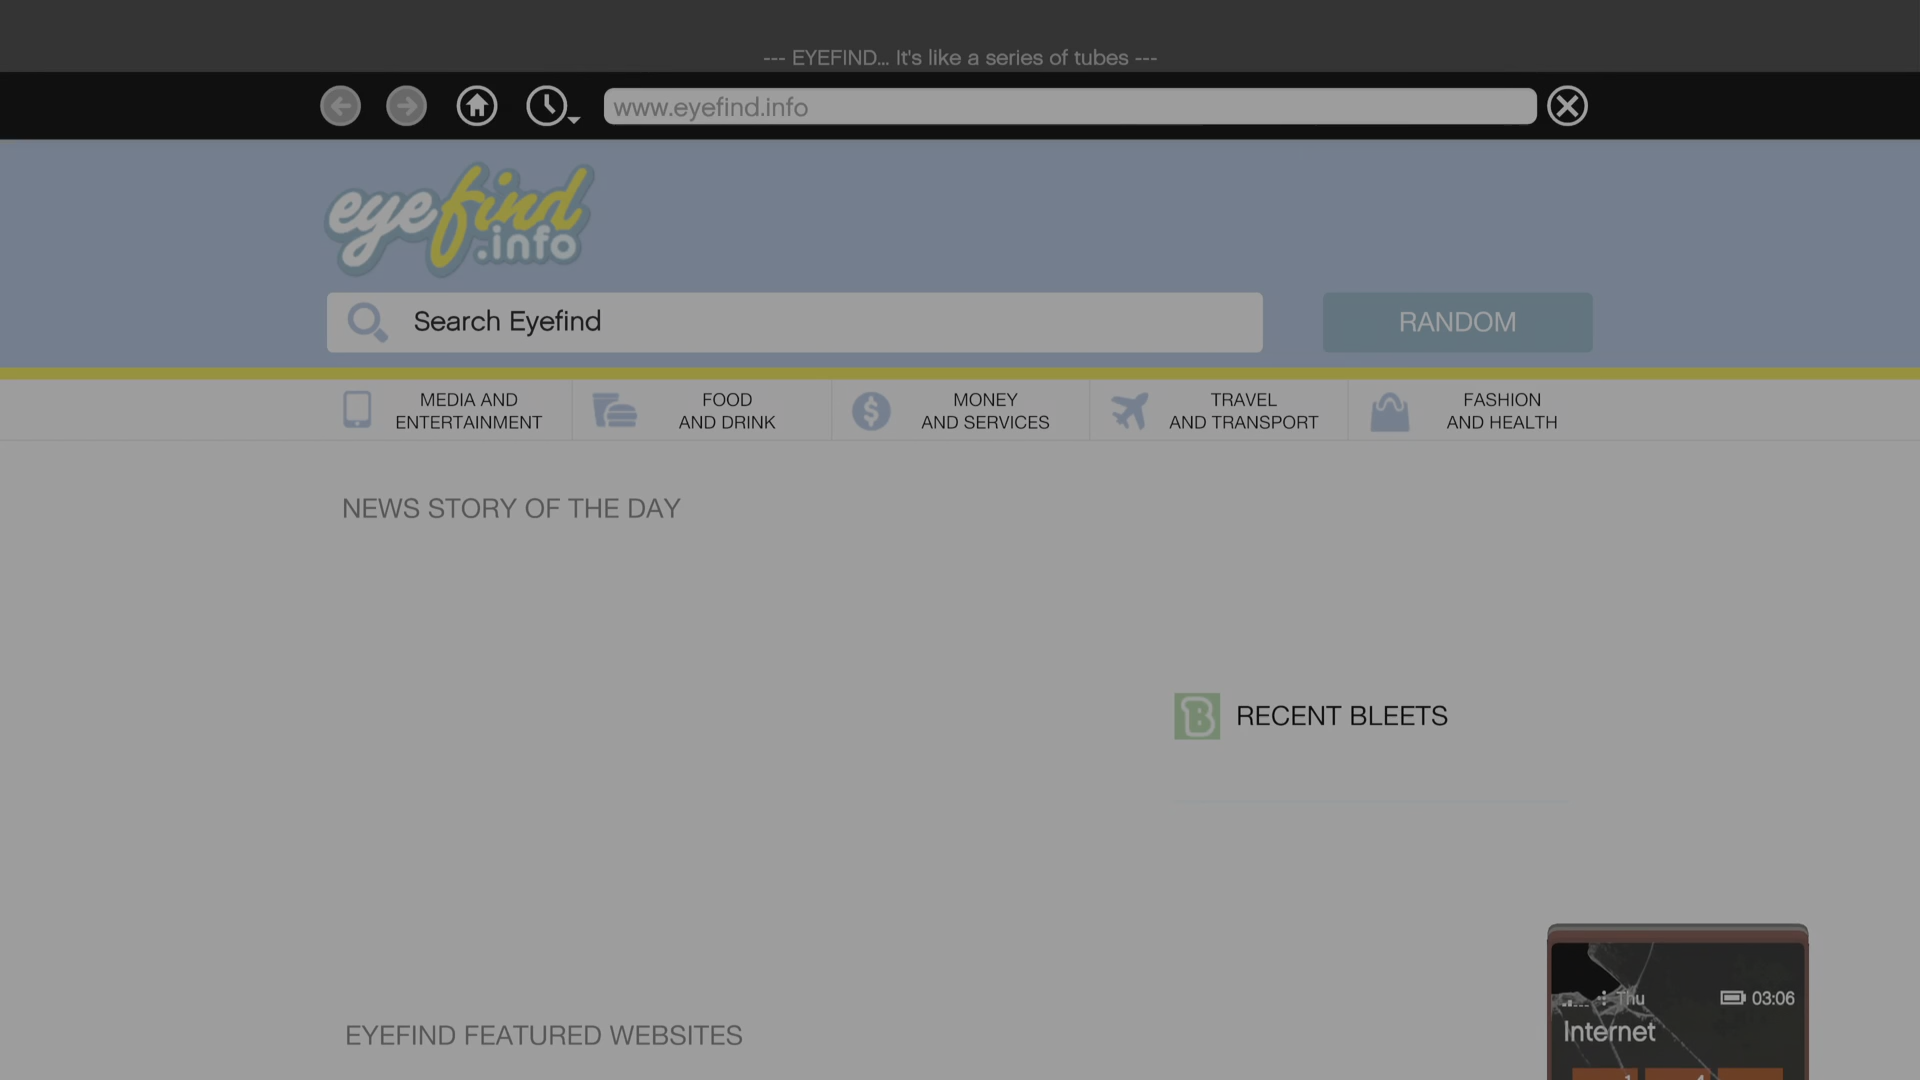 --- EYEFIND... It's like a series of tubes ---
www.eyefind.info
eyefind
.info
Search Eyefind
RANDOM
MEDIA AND
ENTERTAINMENT
FOOD
AND DRINK
MONEY
AND SERVICES
TRAVEL
AND TRANSPORT
FASHION
AND HEALTH
NEWS STORY OF THE DAY
B RECENT BLEETS
EYEFIND FEATURED WEBSITES
Thu 03:06
Internet
1 4